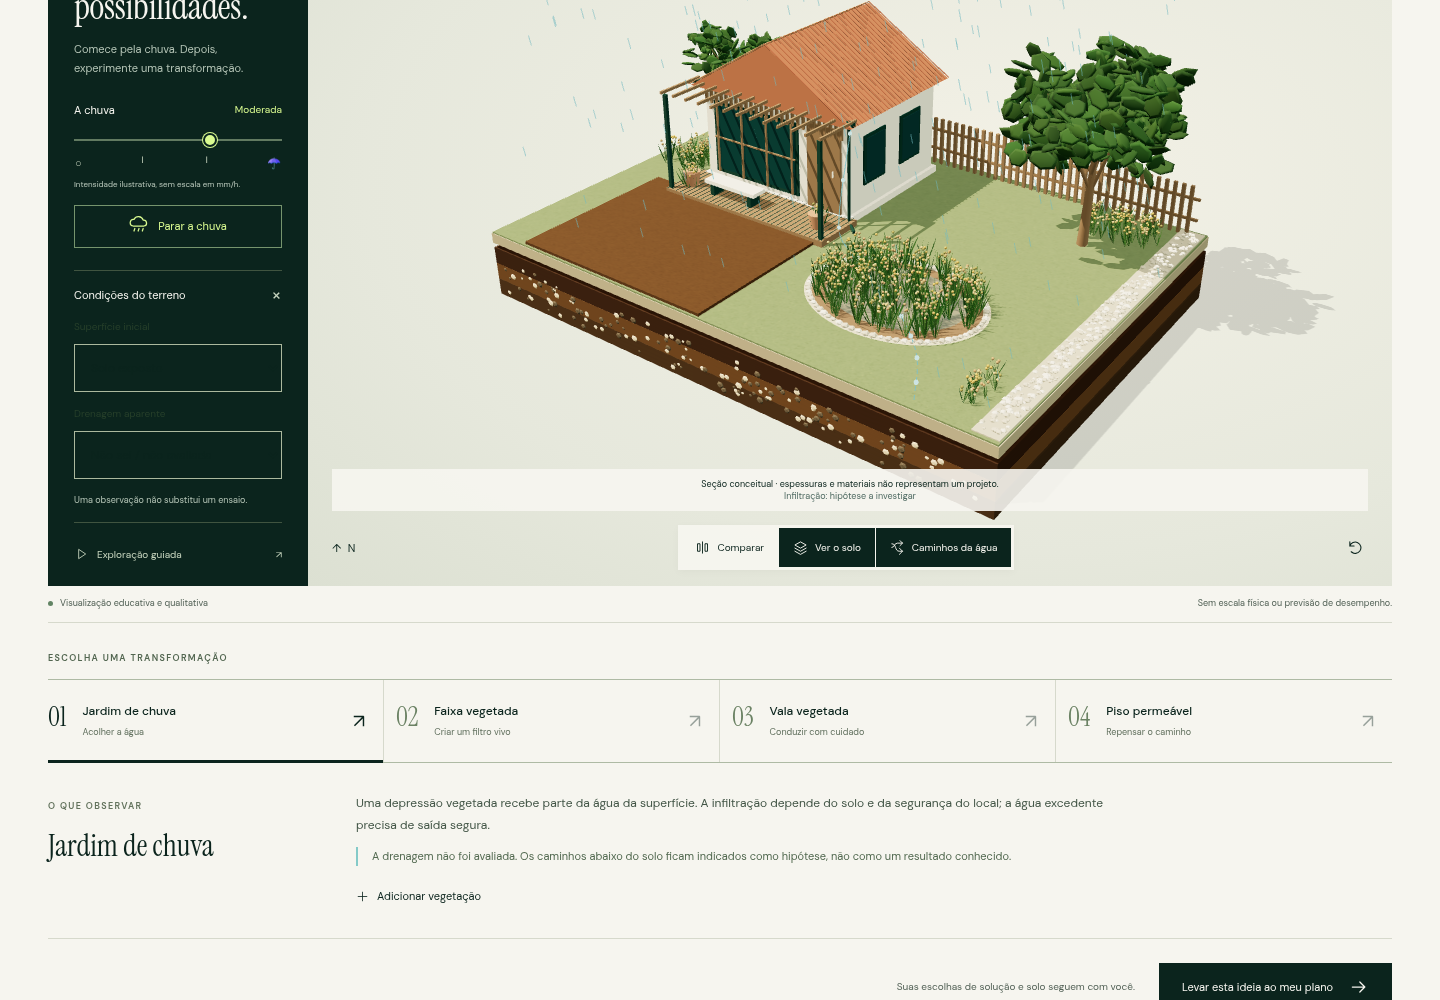 possibilidades.
Comece pela chuva. Depois,
experimente uma transformação.
A chuva
Moderada
Intensidade ilustrativa, sem escala em mm/h.
Parar a chuva
Condições do terreno
×
Superfície inicial
Drenagem aparente
Uma observação não substitui um ensaio.
Exploração guiada
Seção conceitual · espessuras e materiais não representam um projeto.
Infiltração: hipótese a investigar
N
Comparar
Ver o solo
Caminhos da água
Visualização educativa e qualitativa
Sem escala física ou previsão de desempenho.
ESCOLHA UMA TRANSFORMAÇÃO
01
Jardim de chuva
Acolher a água
02
Faixa vegetada
Criar um filtro vivo
03
Vala vegetada
Conduzir com cuidado
04
Piso permeável
Repensar o caminho
O QUE OBSERVAR
Jardim de chuva
Uma depressão vegetada recebe parte da água da superfície. A infiltração depende do solo e da segurança do local; a água excedente
precisa de saída segura.
A drenagem não foi avaliada. Os caminhos abaixo do solo ficam indicados como hipótese, não como um resultado conhecido.
Adicionar vegetação
Suas escolhas de solução e solo seguem com você.
Levar esta ideia ao meu plano